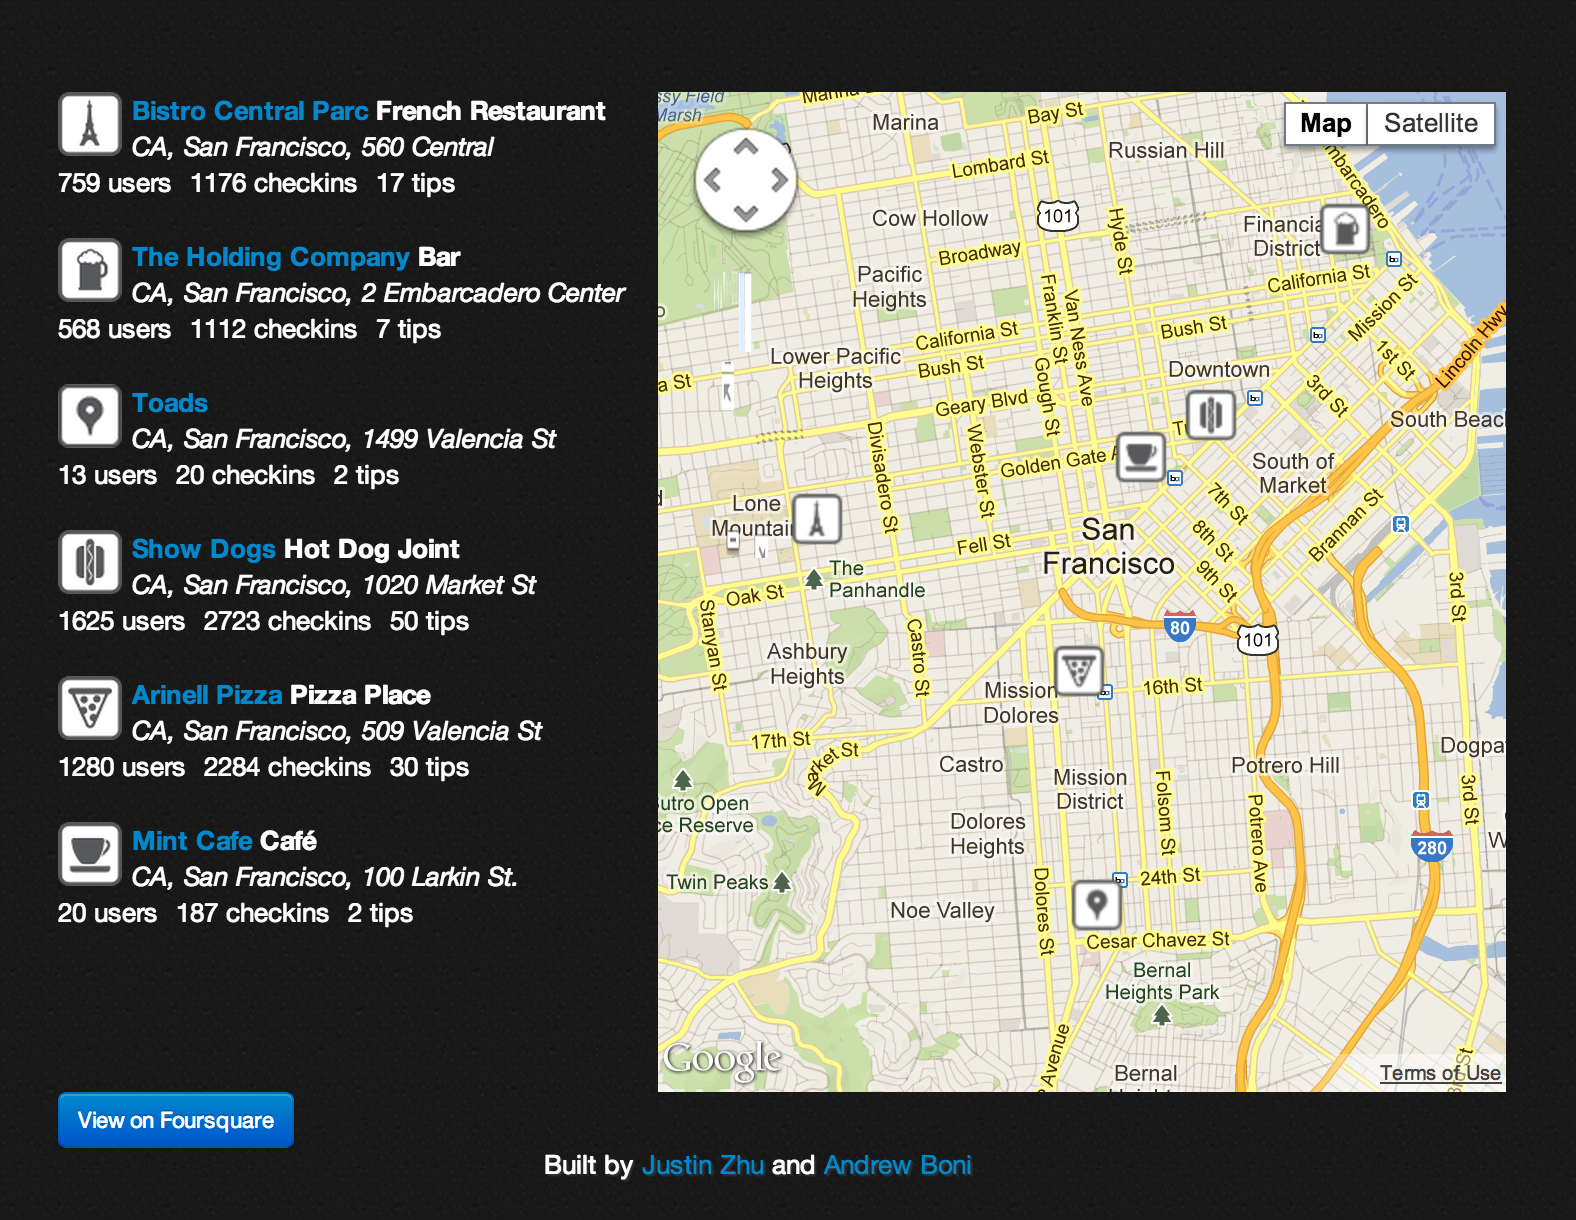 Bistro Central Parc French Restaurant
CA, San Francisco, 560 Central
759 users 1176 checkins 17 tips
The Holding Company Bar
CA, San Francisco, 2 Embarcadero Center
568 users 1112 checkins 7 tips
Toads
CA, San Francisco, 1499 Valencia St
13 users 20 checkins 2 tips
Show Dogs Hot Dog Joint
CA, San Francisco, 1020 Market St
1625 users 2723 checkins 50 tips
Arinell Pizza Pizza Place
CA, San Francisco, 509 Valencia St
1280 users 2284 checkins 30 tips
Mint Cafe Café
CA, San Francisco, 100 Larkin St.
20 users 187 checkins 2 tips
View on Foursquare
Built by Justin Zhu and Andrew Boni
Map Satellite
ssy Field
Marsh
Marina
Bay St
Russian Hill
Lombard St
mbarcadero
Cow Hollow
101
Hyde St
Financia
District
Broadway
Pacific
Heights
California St
Mission St
Franklin St
Van Ness Ave
California St
Bush St
Lower Pacific
Heights
Bush St
a St
1st St
Lincoln Hwy
Downtown
Gough St
Geary Blvd
3rd St
South Beac
Divisadero St
Webster St
Golden Gate
South of
Market
Lone
Mountai
7th St
San
Francisco
8th St
Brannan St
Fell St
9th St
The
Panhandle
Oak St
Stanyan St
3rd St
80
101
Ashbury
Heights
Castro St
Mission
Dolores
16th St
17th St
Market St
Castro
Dogpa
Potrero Hill
Mission
District
Folsom St
Potrero Ave
3rd St
utro Open
ce Reserve
Dolores
Heights
280
W
Twin Peaks
24th St
Dolores St
Noe Valley
Cesar Chavez St
Bernal
Heights Park
Avenue
Bernal
Google
Terms of Use